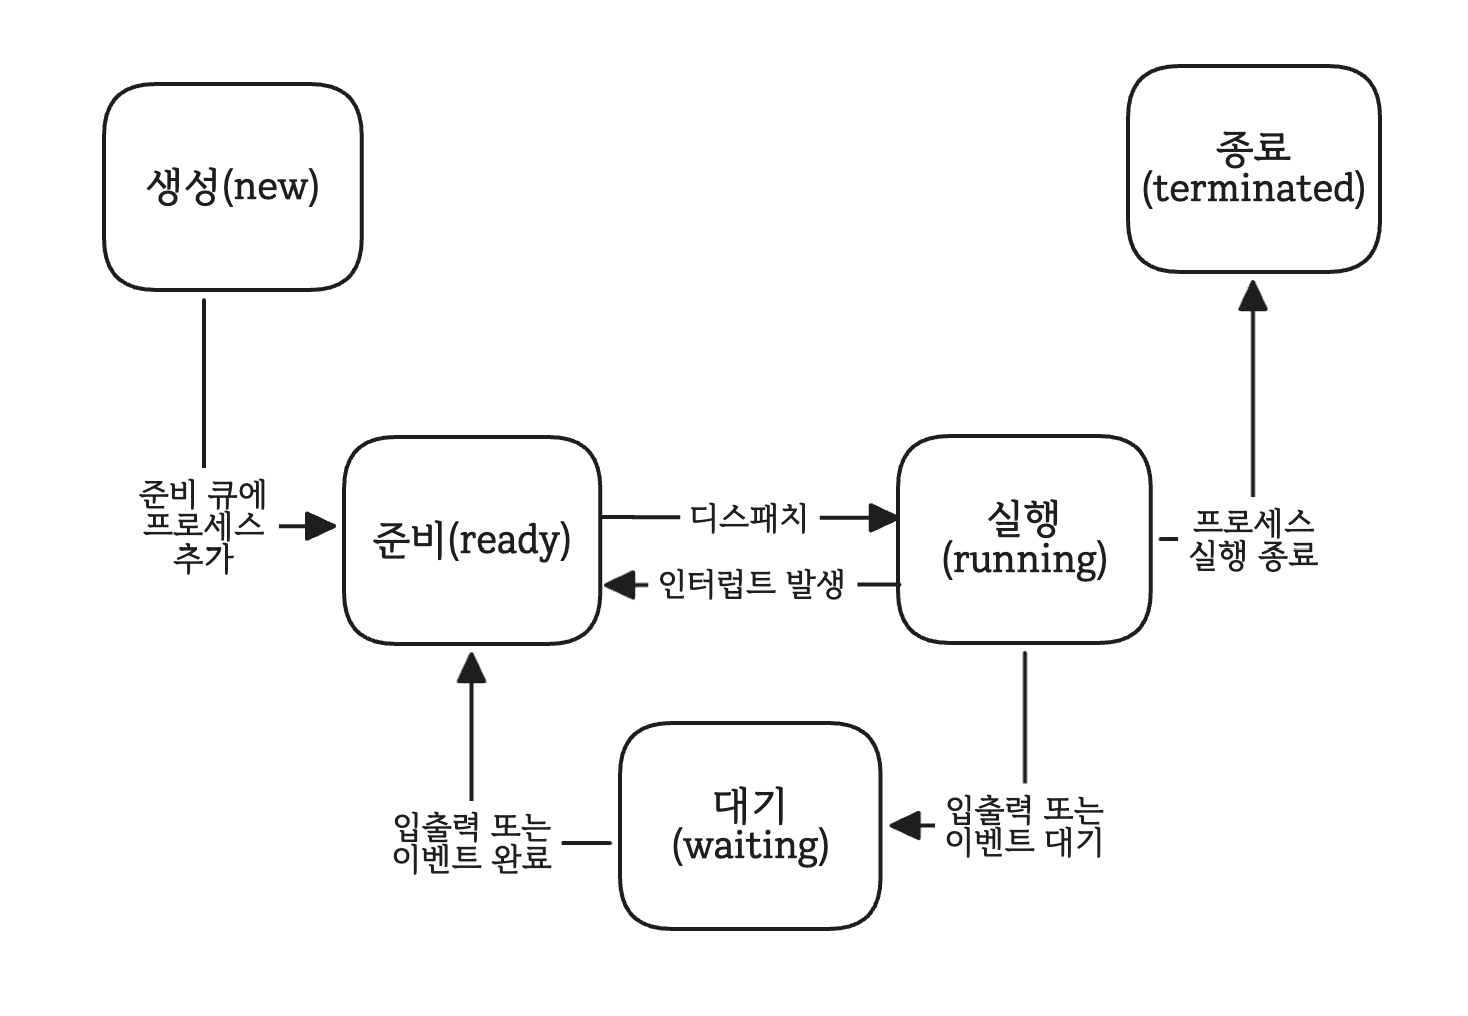 생성(new)
종료
(terminated)
준비 큐에
프로세스
추가
준비(ready)
디스패치
인터럽트 발생
실행
(running)
프로세스
실행 종료
입출력 또는
이벤트 완료
대기
(waiting)
입출력 또는
이벤트 대기